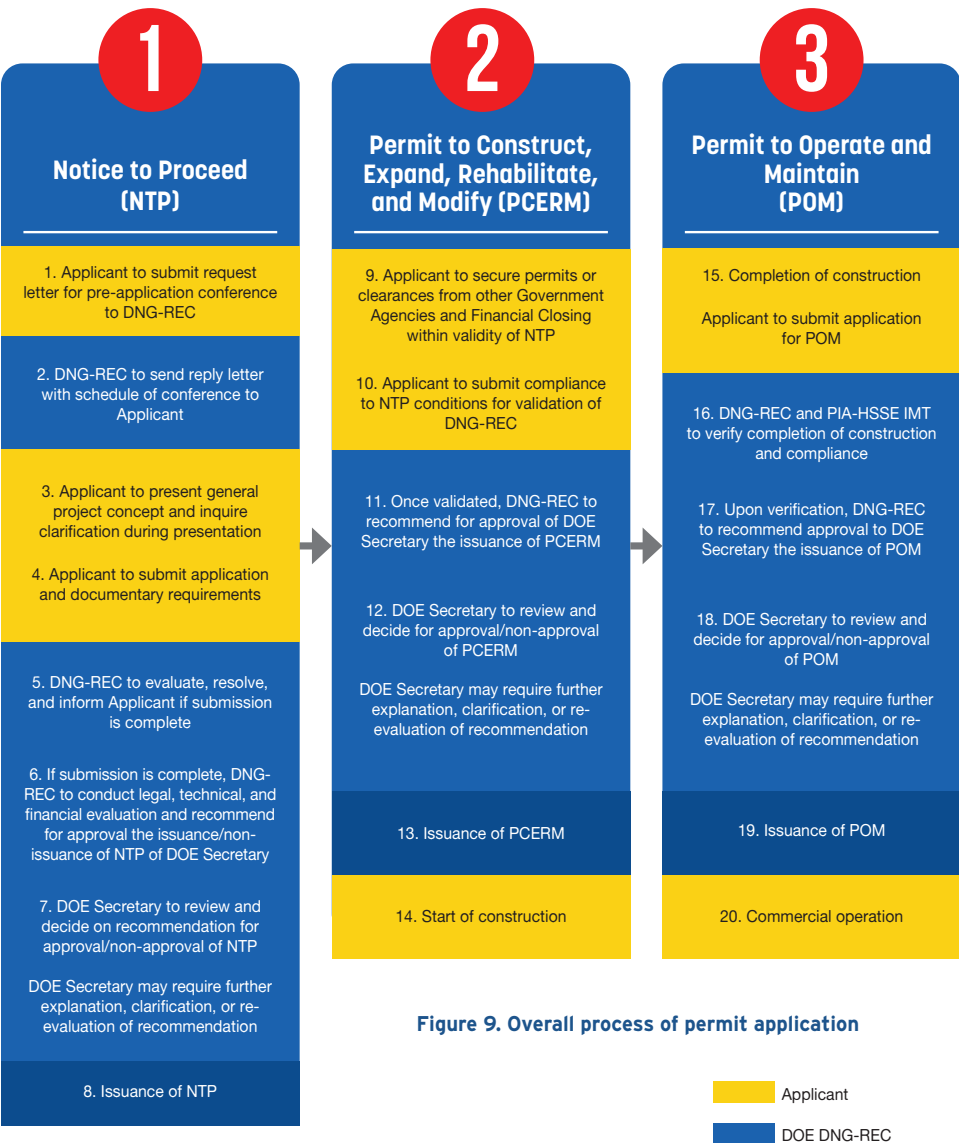 1
Notice to Proceed
(NTP)
1. Applicant to submit request
letter for pre-application conference
to DNG-REC
2. DNG-REC to send reply letter
with schedule of conference to
Applicant
3. Applicant to present general
project concept and inquire
clarification during presentation
4. Applicant to submit application
and documentary requirements
5. DNG-REC to evaluate, resolve,
and inform Applicant if submission
is complete
6. If submission is complete, DNG-
REC to conduct legal, technical, and
financial evaluation and recommend
for approval the issuance/non-
issuance of NTP of DOE Secretary
7. DOE Secretary to review and
decide on recommendation for
approval/non-approval of NTP
DOE Secretary may require further
explanation, clarification, or re-
evaluation of recommendation
8. Issuance of NTP
2
Permit to Construct,
Expand, Rehabilitate,
and Modify (PCERM)
9. Applicant to secure permits or
clearances from other Government
Agencies and Financial Closing
within validity of NTP
10. Applicant to submit compliance
to NTP conditions for validation of
DNG-REC
11. Once validated, DNG-REC to
recommend for approval of DOE
Secretary the issuance of PCERM
12. DOE Secretary to review and
decide for approval/non-approval
of PCERM
DOE Secretary may require further
explanation, clarification, or re-
evaluation of recommendation
13. Issuance of PCERM
14. Start of construction
3
Permit to Operate and
Maintain
(POM)
15. Completion of construction
Applicant to submit application
for POM
16. DNG-REC and PIA-HSSE IMT
to verify completion of construction
and compliance
17. Upon verification, DNG-REC
to recommend approval to DOE
Secretary the issuance of POM
18. DOE Secretary to review and
decide for approval/non-approval
of POM
DOE Secretary may require further
explanation, clarification, or re-
evaluation of recommendation
19. Issuance of POM
20. Commercial operation
Figure 9. Overall process of permit application
Applicant
DOE DNG-REC